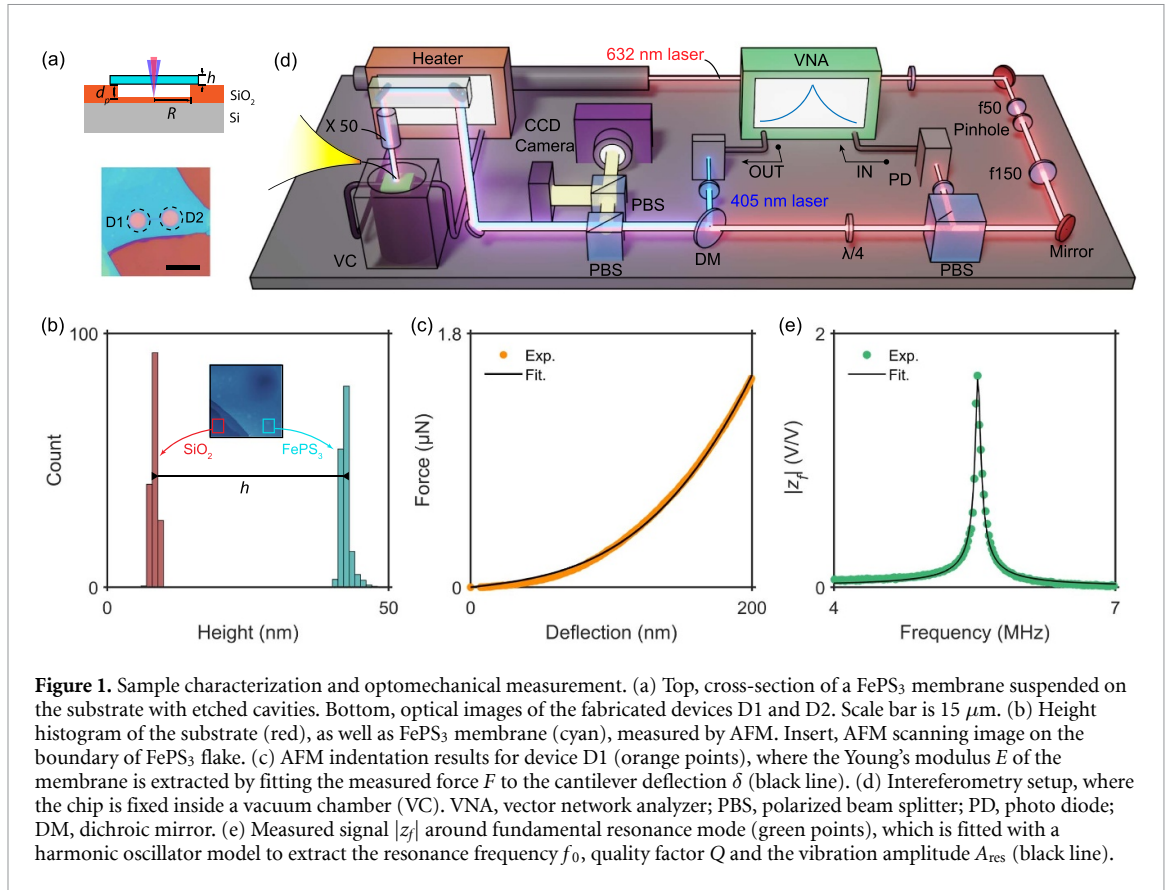 (a)
h
d_p
R
SiO₂
Si
D1
D2
(d)
Heater
632 nm laser
VNA
X 50
CCD
Camera
f50
Pinhole
f150
OUT
IN
PD
PBS
405 nm laser
VC
PBS
DM
λ/4
PBS
Mirror
(b)
100
0
Count
SiO₂
FePS₃
h
0
50
Height (nm)
(c)
1.8
0
Force (μN)
Exp.
Fit.
0
200
Deflection (nm)
(e)
2
0
|z_f| (V/V)
Exp.
Fit.
4
7
Frequency (MHz)
Figure 1. Sample characterization and optomechanical measurement. (a) Top, cross-section of a FePS₃ membrane suspended on
the substrate with etched cavities. Bottom, optical images of the fabricated devices D1 and D2. Scale bar is 15 μm. (b) Height
histogram of the substrate (red), as well as FePS₃ membrane (cyan), measured by AFM. Insert, AFM scanning image on the
boundary of FePS₃ flake. (c) AFM indentation results for device D1 (orange points), where the Young's modulus E of the
membrane is extracted by fitting the measured force F to the cantilever deflection δ (black line). (d) Intereferometry setup, where
the chip is fixed inside a vacuum chamber (VC). VNA, vector network analyzer; PBS, polarized beam splitter; PD, photo diode;
DM, dichroic mirror. (e) Measured signal |z_f| around fundamental resonance mode (green points), which is fitted with a
harmonic oscillator model to extract the resonance frequency f₀, quality factor Q and the vibration amplitude A_res (black line).